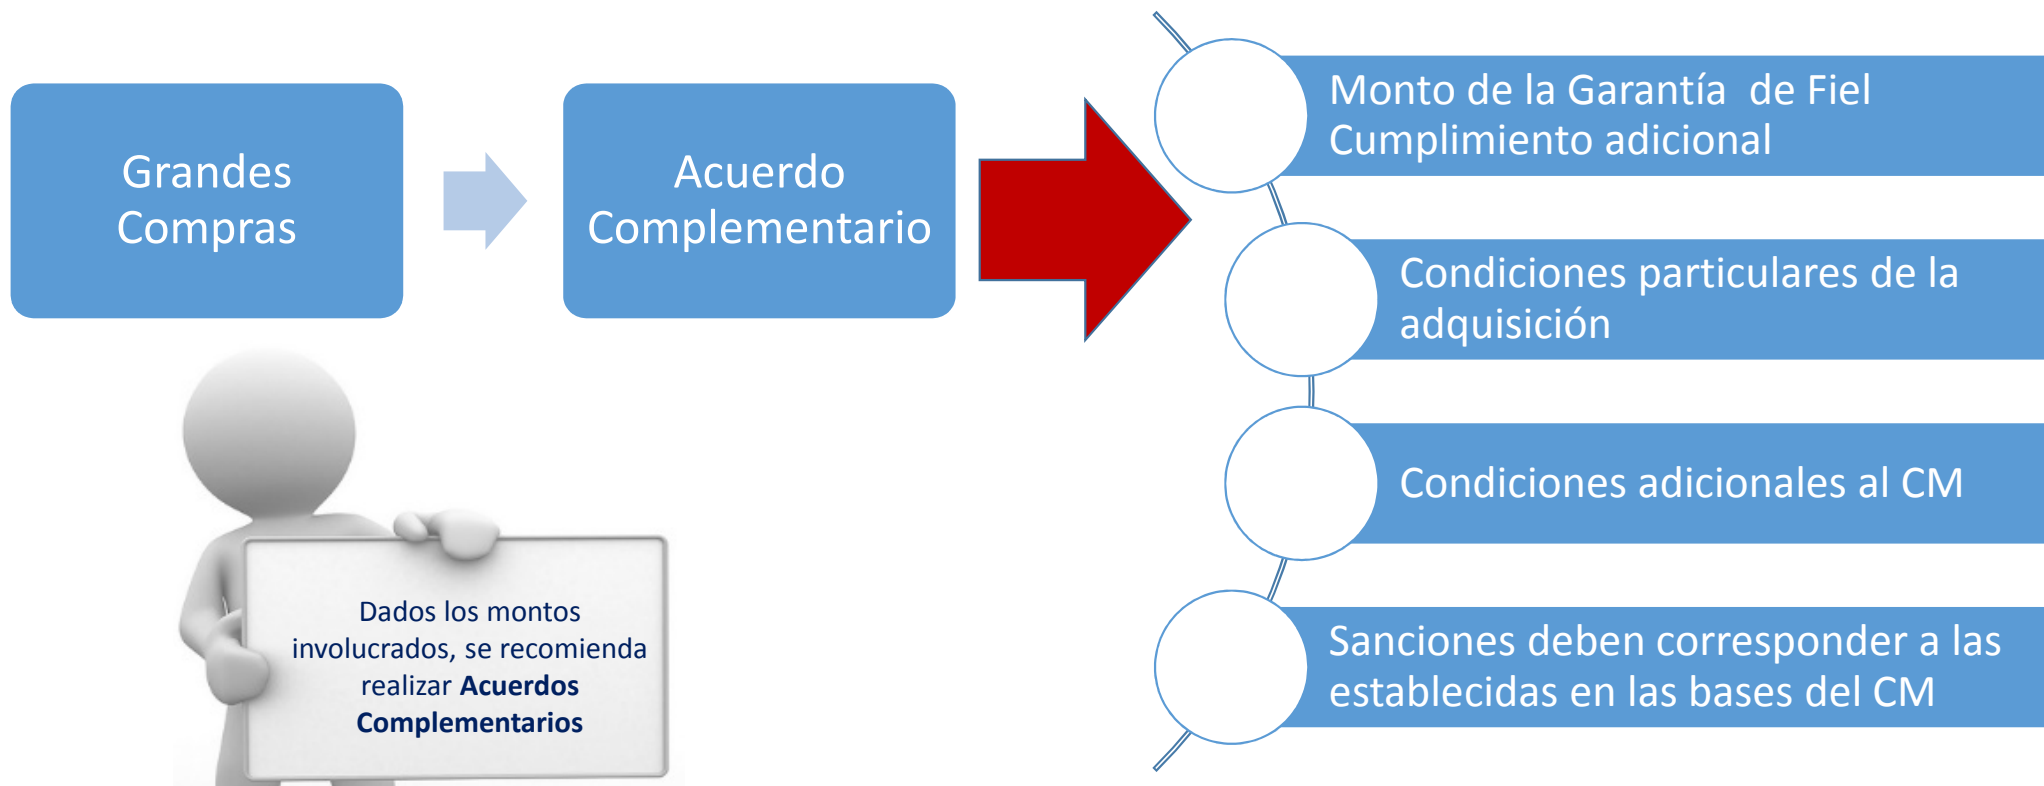 Grandes
Compras
Acuerdo
Complementario
Monto de la Garantía de Fiel
Cumplimiento adicional
Condiciones particulares de la
adquisición
Condiciones adicionales al CM
Sanciones deben corresponder a las
establecidas en las bases del CM
Dados los montos
involucrados, se recomienda
realizar Acuerdos
Complementarios